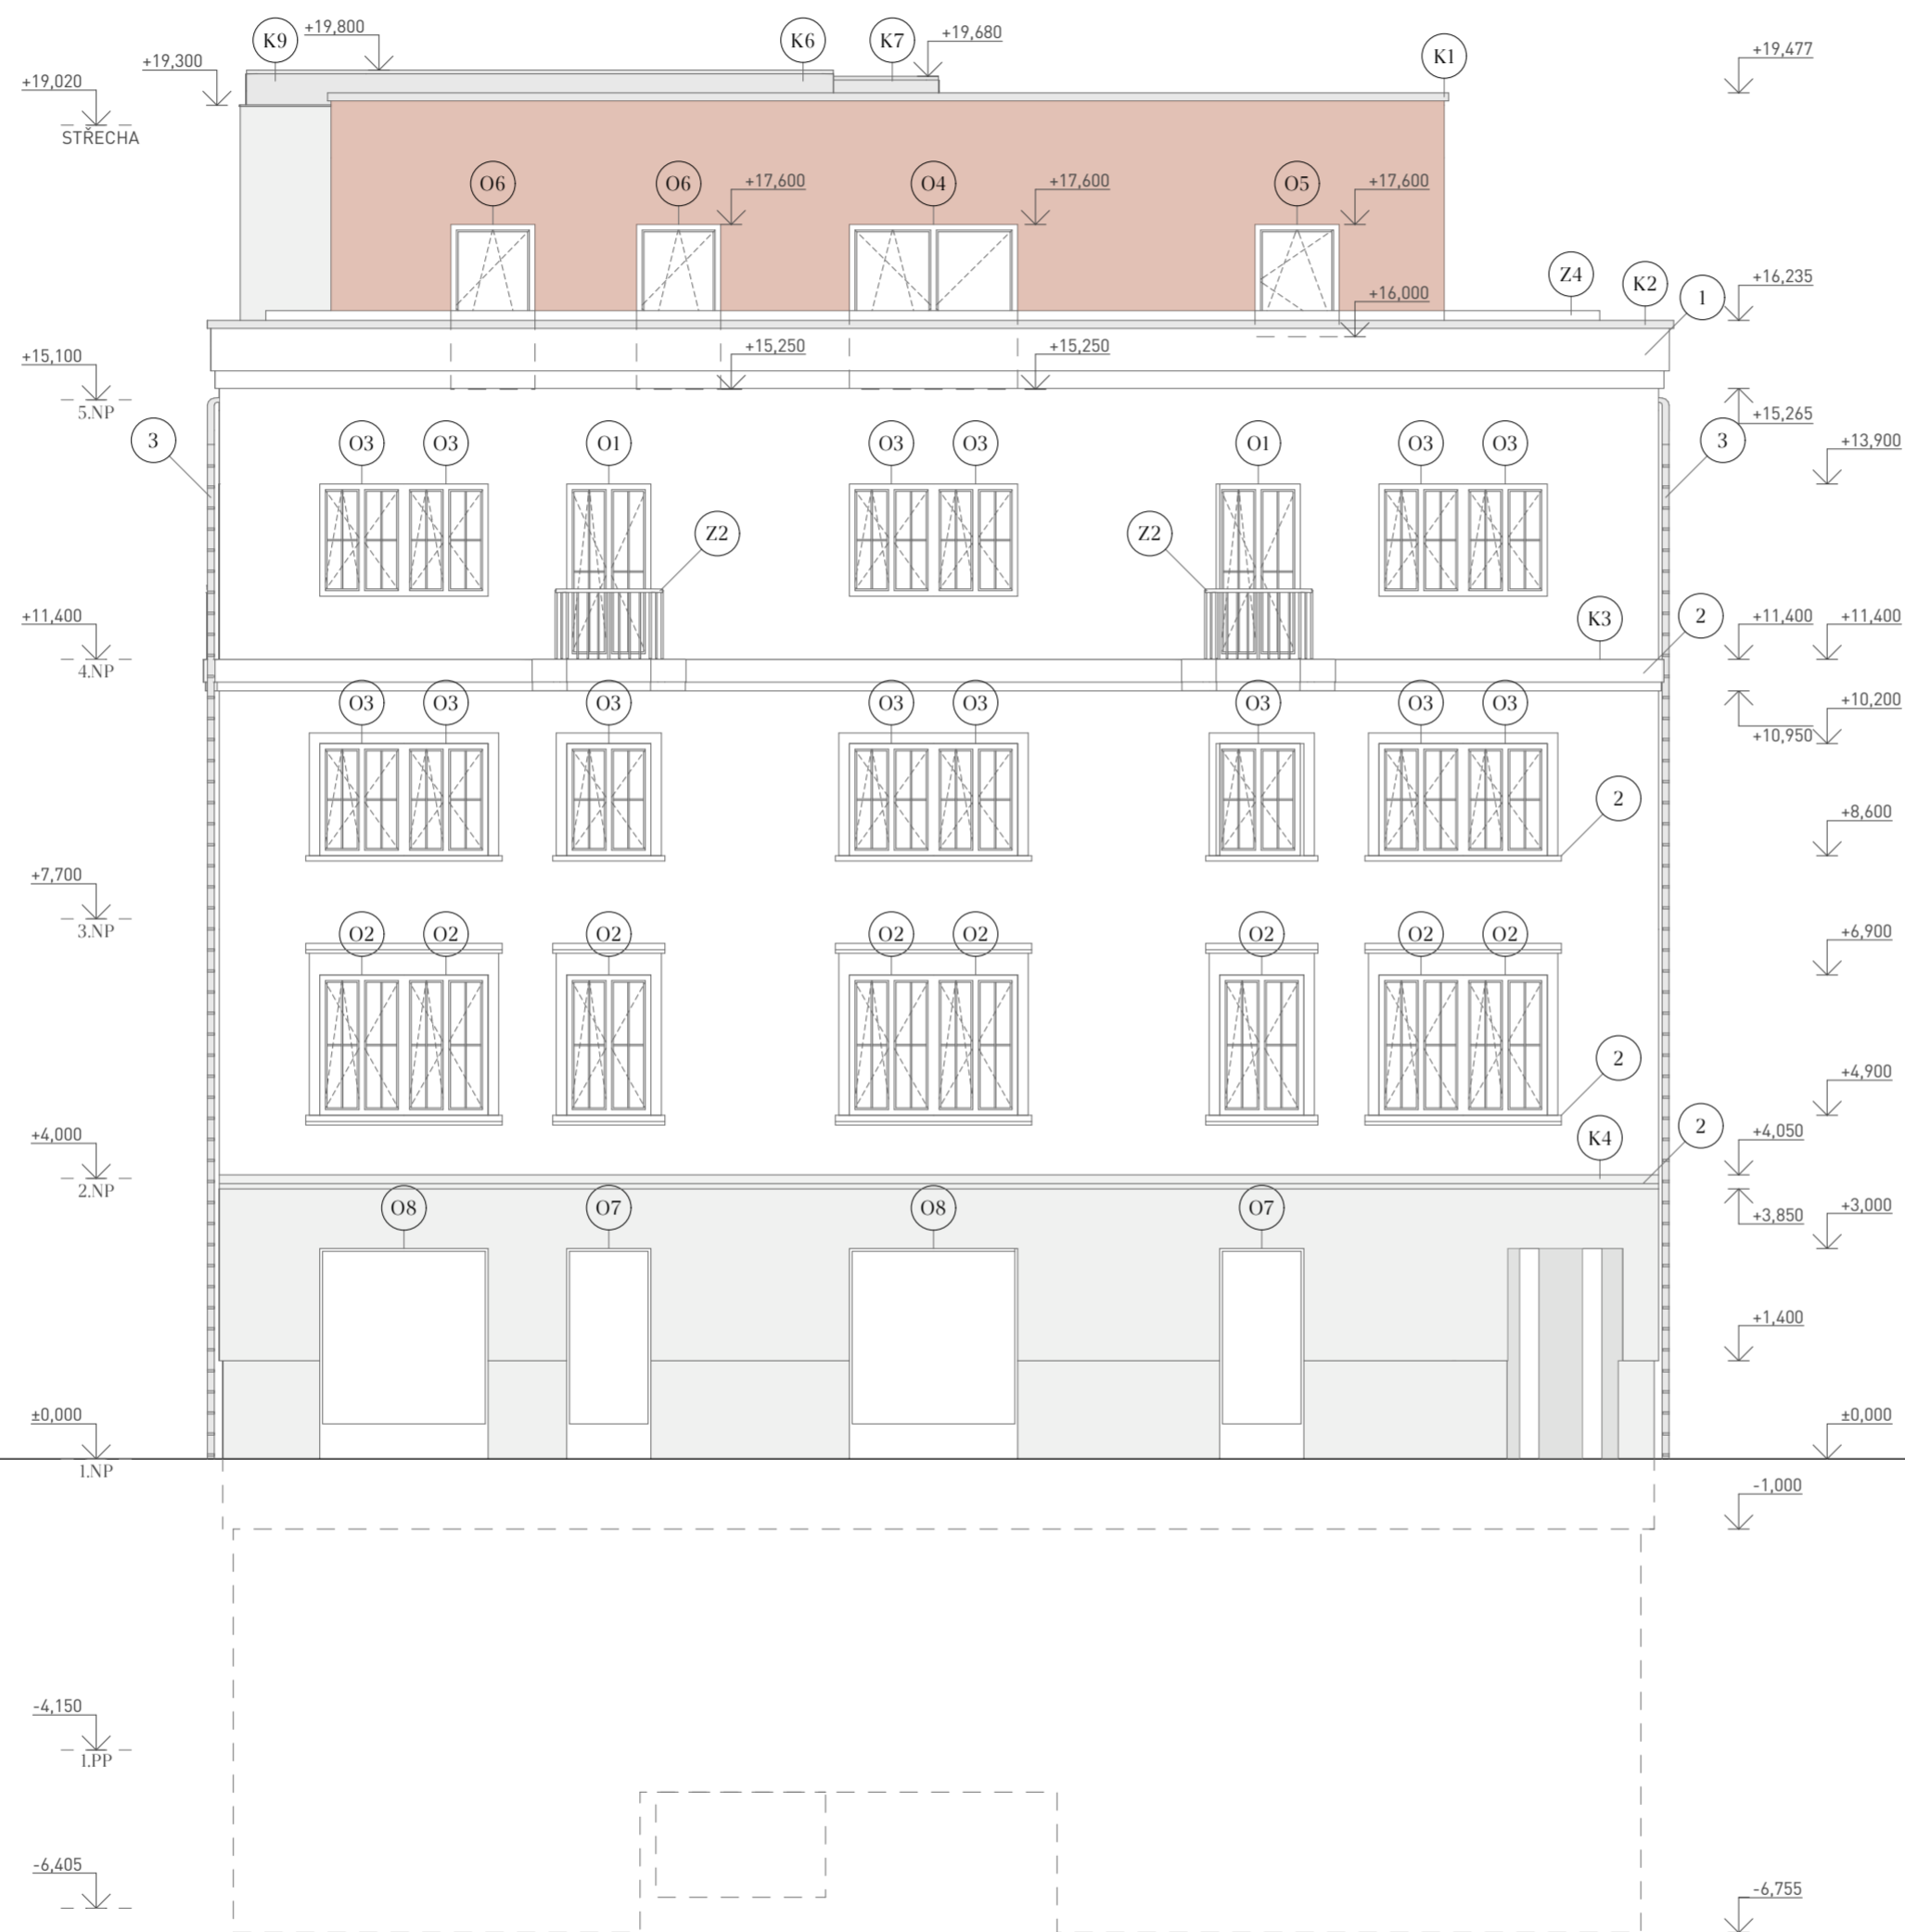 K9
+19,800
K6
K7
+19,680
K1
+19,477
+19,300
+19,020
STŘECHA
O6
O6
+17,600
O4
+17,600
O5
+17,600
Z4
K2
1
+16,235
+16,000
+15,100
5.NP
+15,250
+15,250
+15,265
3
O3
O3
O1
O3
O3
O1
O3
O3
3
+13,900
Z2
Z2
+11,400
4.NP
K3
2
+11,400
+11,400
O3
O3
O3
O3
O3
O3
O3
O3
+10,200
+10,950
2
+8,600
+7,700
3.NP
O2
O2
O2
O2
O2
O2
O2
O2
+6,900
2
+4,900
+4,000
2.NP
K4
2
+4,050
O8
O7
O8
O7
+3,850
+3,000
+1,400
±0,000
1.NP
±0,000
-1,000
-4,150
1.PP
-6,405
-6,755